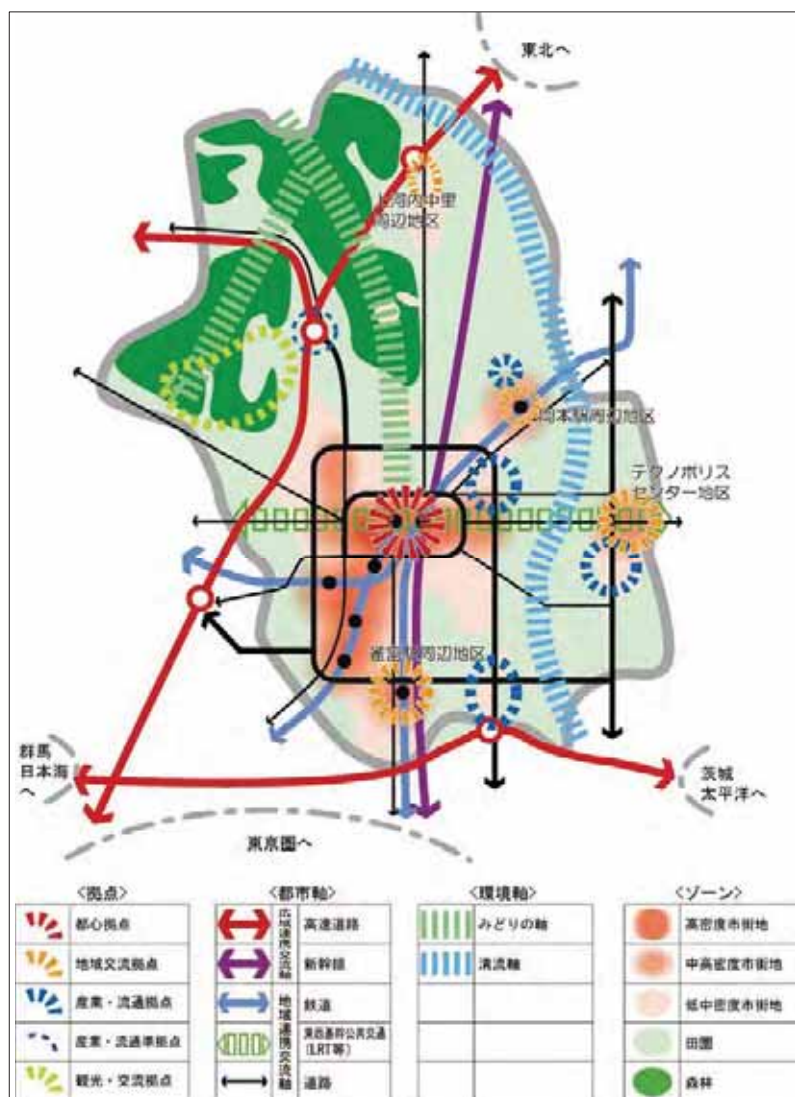 東北へ
上河内中里
周辺地区
岡本駅周辺地区
テクノポリス
センター地区
雀宮駅周辺地区
群馬
日本海
へ
茨城
太平洋へ
東京圏へ
<拠点>
都心拠点
地域交流拠点
産業・流通拠点
産業・流通準拠点
観光・交流拠点
<都市軸>
広域連携交流軸
高速道路
新幹線
地域連携交流軸
鉄道
東西基幹公共交通
(LRT等)
道路
<環境軸>
みどりの軸
清流軸
<ゾーン>
高密度市街地
中高密度市街地
低中密度市街地
田園
森林